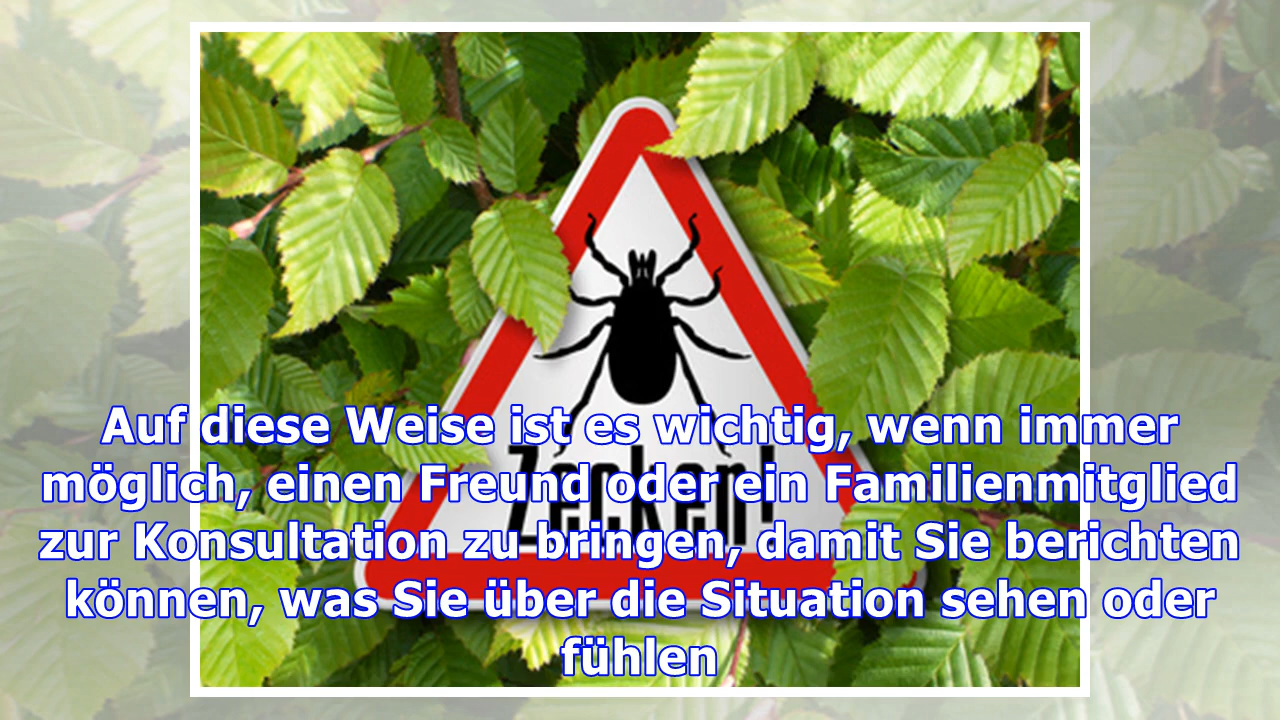 Auf diese Weise ist es wichtig, wenn immer
möglich, einen Freund oder ein Familienmitglied
Zecken!
zur Konsultation zu bringen, damit Sie berichten
können, was Sie über die Situation sehen oder
fühlen